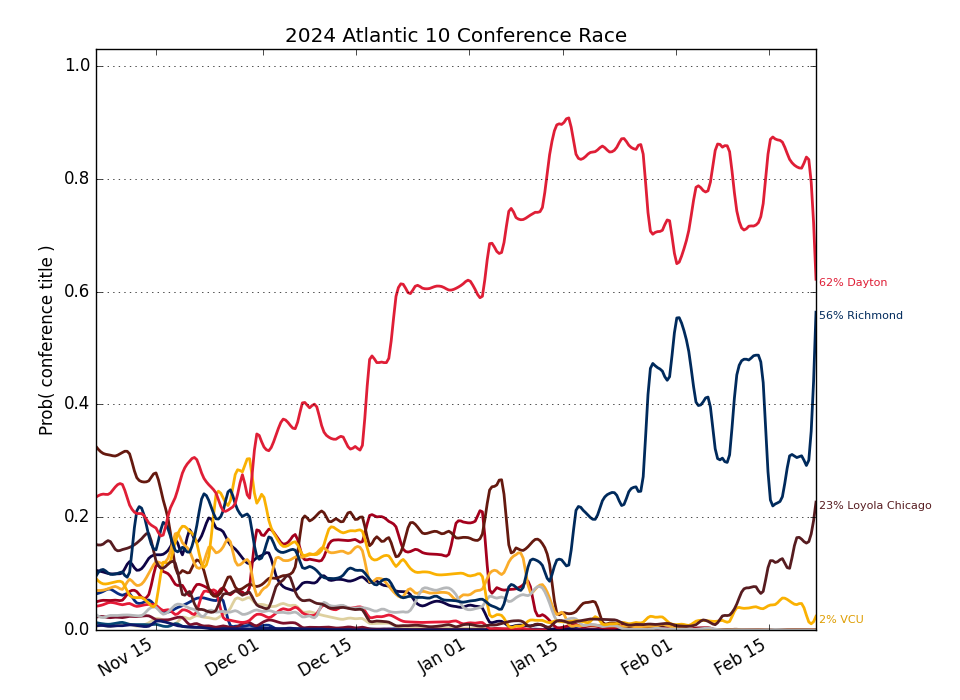 2024 Atlantic 10 Conference Race
Prob( conference title )
1.0
0.8
0.6
0.4
0.2
0.0
62% Dayton
56% Richmond
23% Loyola Chicago
2% VCU
Nov 15
Dec 01
Dec 15
Jan 01
Jan 15
Feb 01
Feb 15